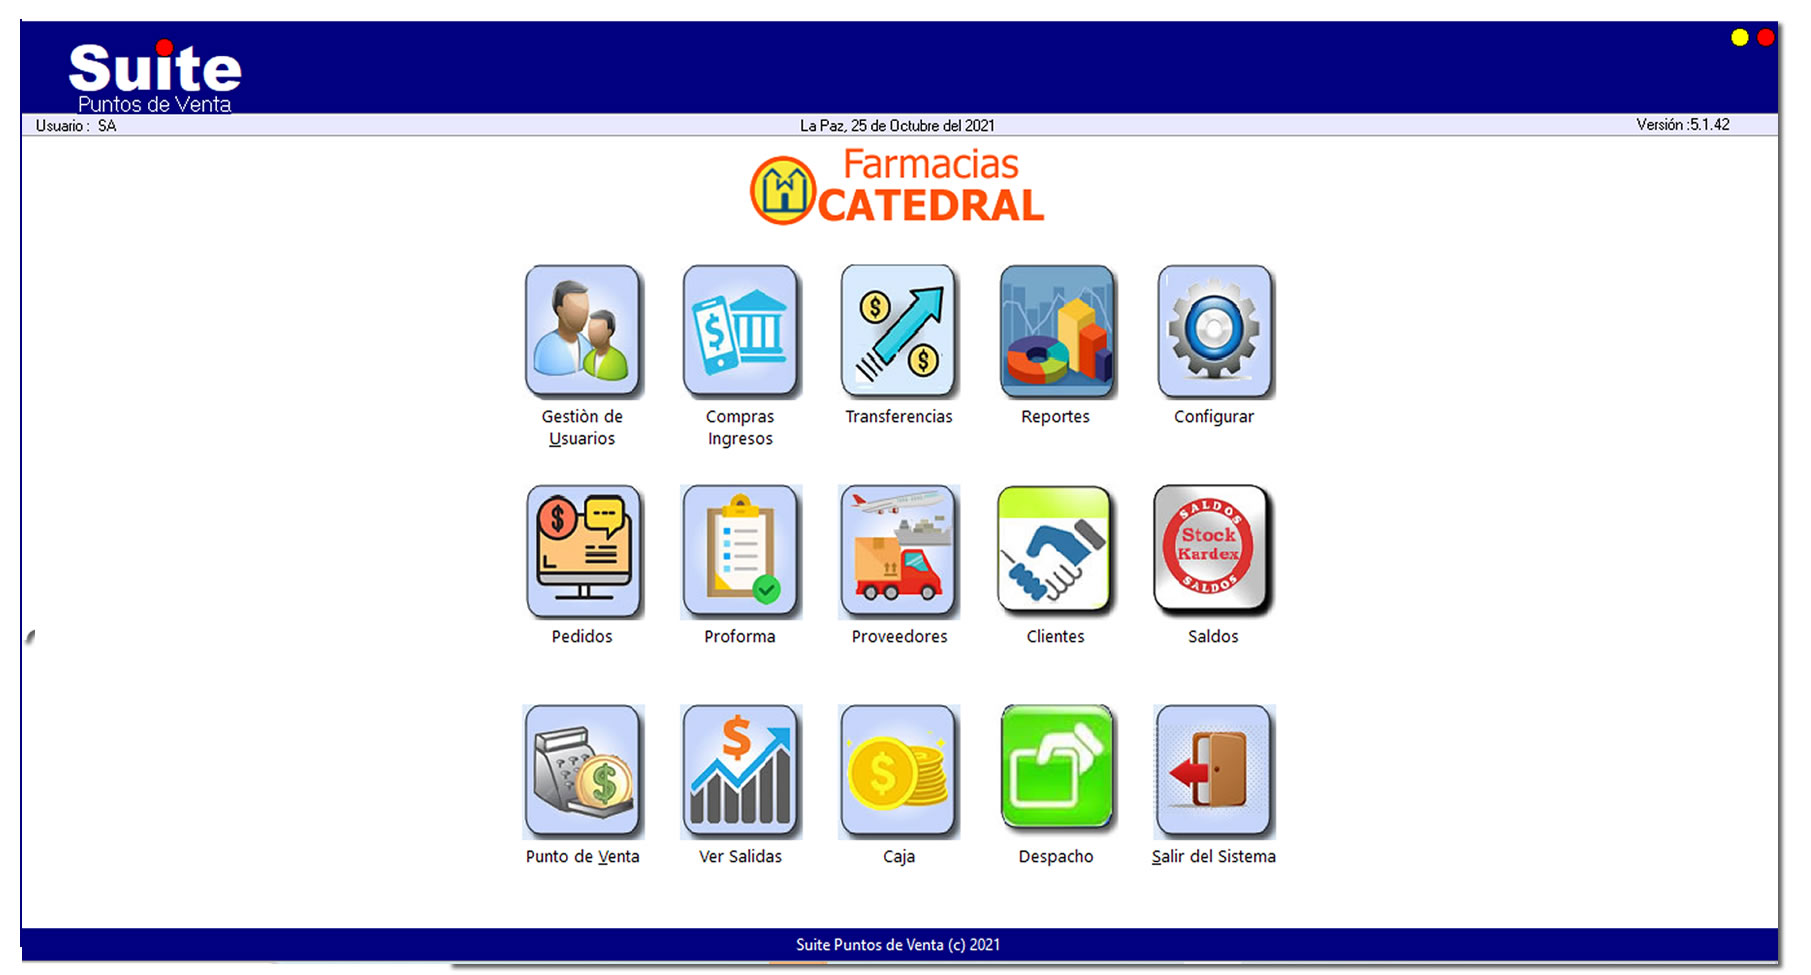 Suite
Puntos de Venta
Usuario : SA
La Paz, 25 de Octubre del 2021
Versión :5.1.42
Farmacias
CATEDRAL
Gestiòn de
Usuarios
Compras
Ingresos
Transferencias
Reportes
Configurar
SALDOS
Stock
Kardex
SALDOS
Pedidos
Proforma
Proveedores
Clientes
Saldos
Punto de Venta
Ver Salidas
Caja
Despacho
Salir del Sistema
Suite Puntos de Venta (c) 2021